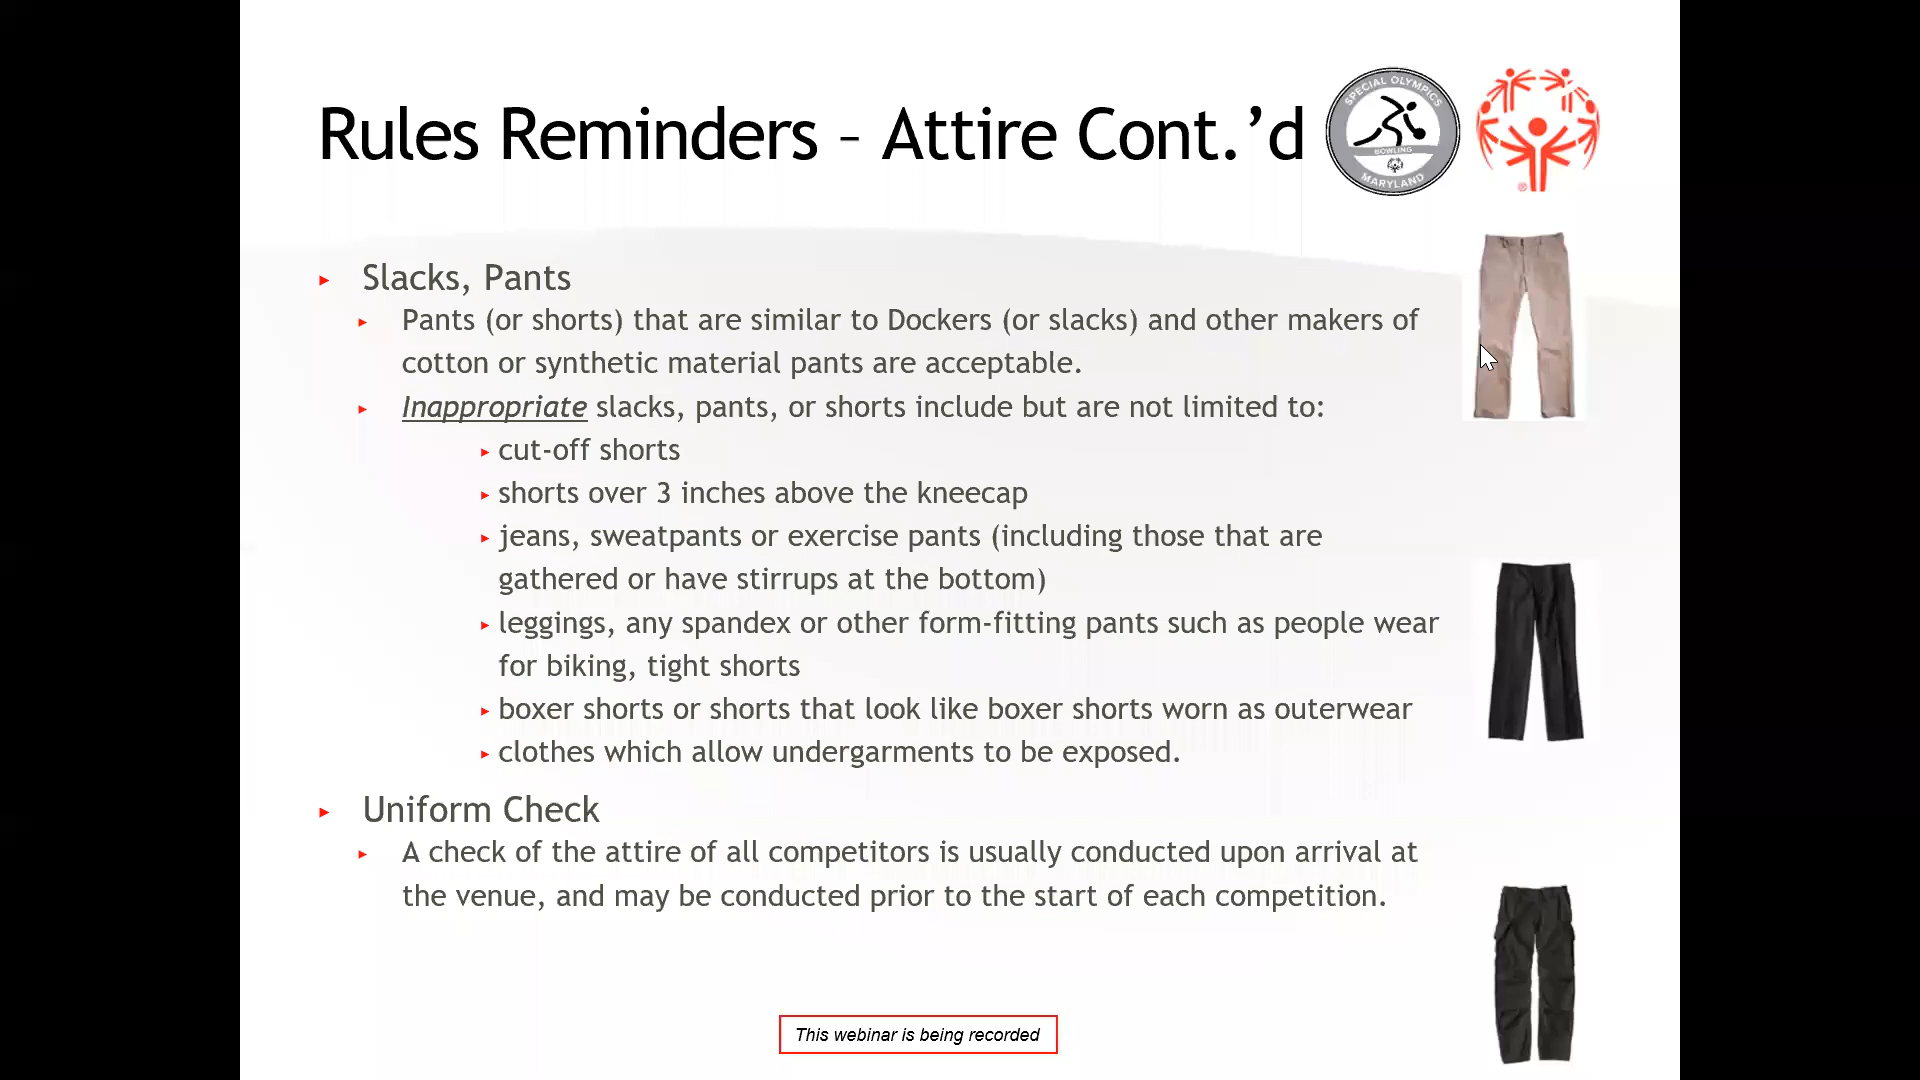 Rules Reminders – Attire Cont.’d
SPECIAL OLYMPICS
BOWLING
MARYLAND
®
Slacks, Pants
Pants (or shorts) that are similar to Dockers (or slacks) and other makers of
cotton or synthetic material pants are acceptable.
Inappropriate slacks, pants, or shorts include but are not limited to:
cut-off shorts
shorts over 3 inches above the kneecap
jeans, sweatpants or exercise pants (including those that are
gathered or have stirrups at the bottom)
leggings, any spandex or other form-fitting pants such as people wear
for biking, tight shorts
boxer shorts or shorts that look like boxer shorts worn as outerwear
clothes which allow undergarments to be exposed.
Uniform Check
A check of the attire of all competitors is usually conducted upon arrival at
the venue, and may be conducted prior to the start of each competition.
This webinar is being recorded